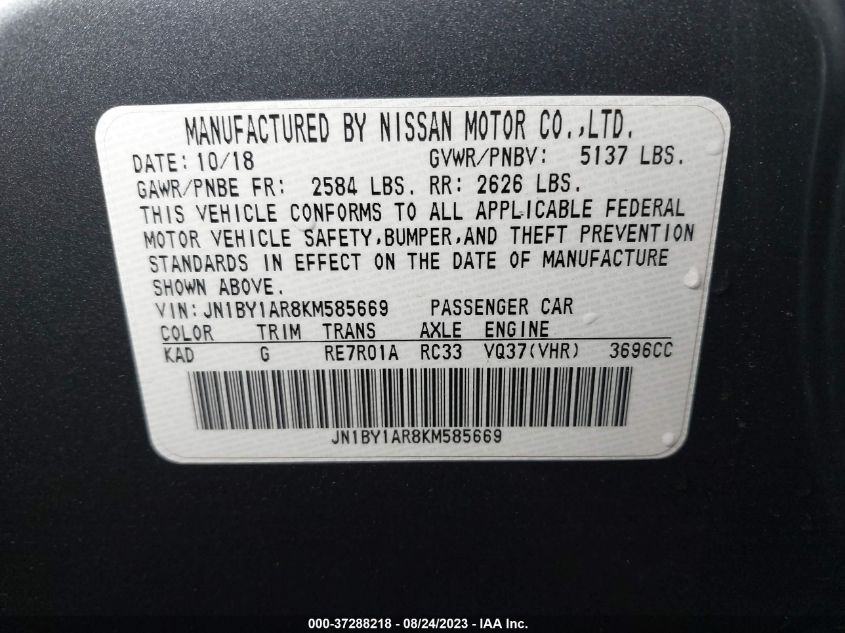 MANUFACTURED BY NISSAN MOTOR CO.,LTD.
DATE: 10/18 GVWR/PNBV: 5137 LBS.
GAWR/PNBE FR: 2584 LBS. RR: 2626 LBS.
THIS VEHICLE CONFORMS TO ALL APPLICABLE FEDERAL
MOTOR VEHICLE SAFETY,BUMPER,AND THEFT PREVENTION
STANDARDS IN EFFECT ON THE DATE OF MANUFACTURE
SHOWN ABOVE.
VIN: JN1BY1AR8KM585669 PASSENGER CAR
COLOR TRIM TRANS AXLE ENGINE
KAD G RE7R01A RC33 VQ37(VHR) 3696CC
JN1BY1AR8KM585669
000-37288218 - 08/24/2023 - IAAI Inc.